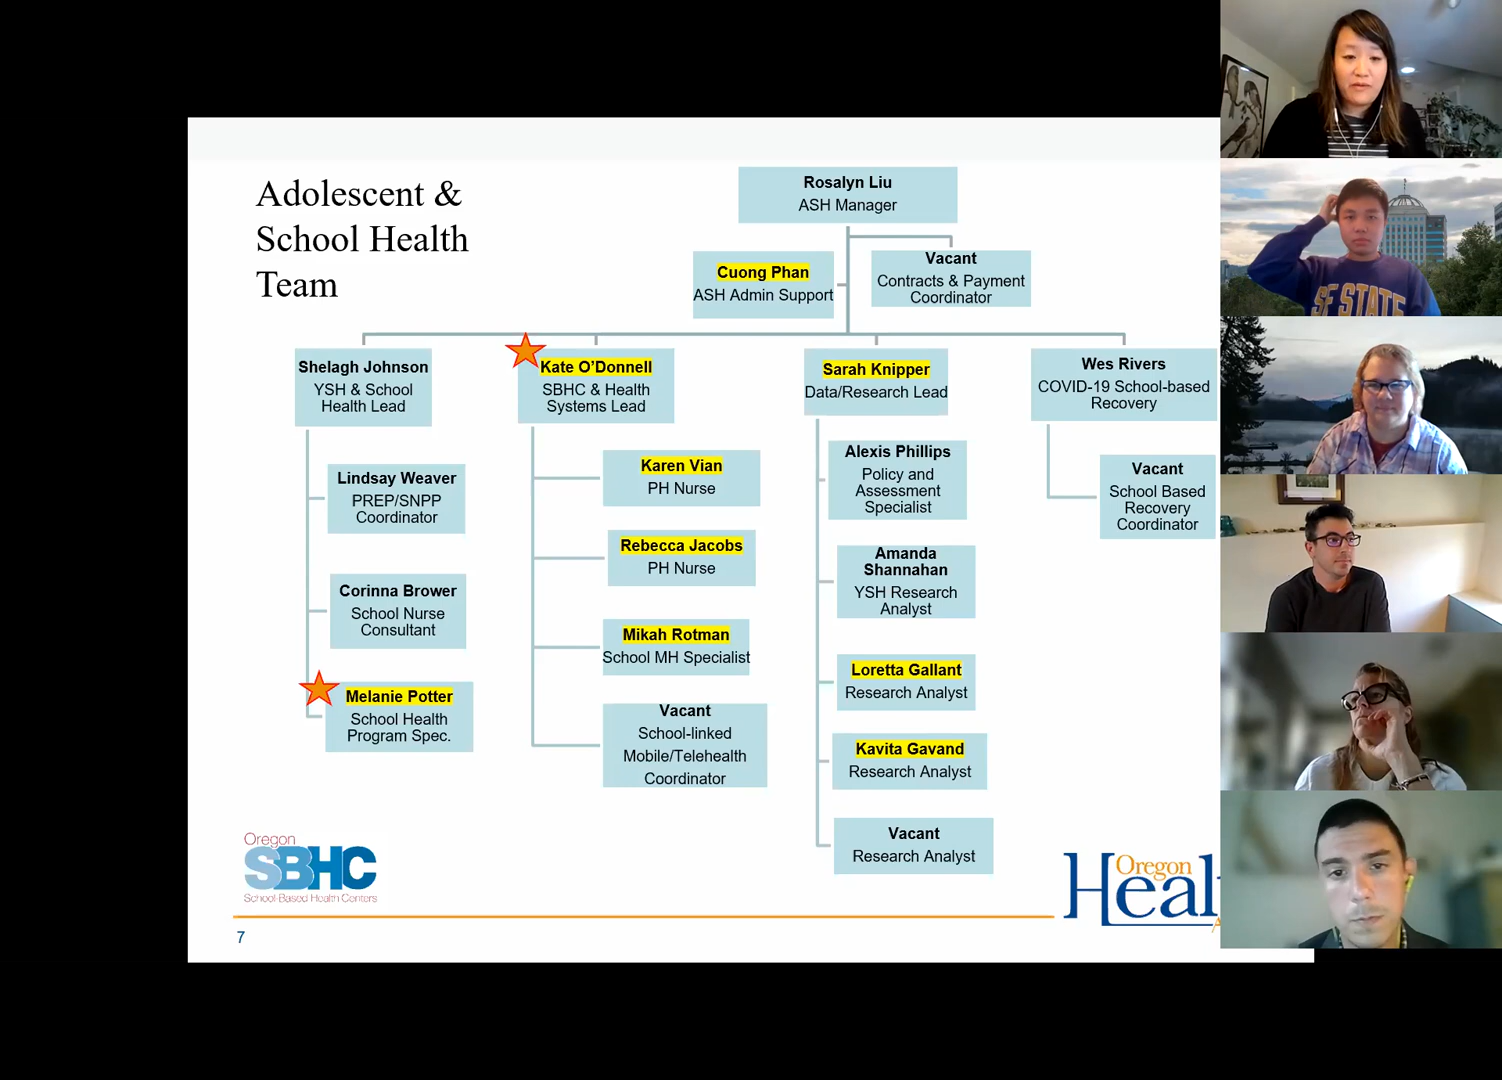 Adolescent &
School Health
Team
Rosalyn Liu
ASH Manager
Cuong Phan
ASH Admin Support
Vacant
Contracts & Payment
Coordinator
Shelagh Johnson
YSH & School
Health Lead
Lindsay Weaver
PREP/SNPP
Coordinator
Corinna Brower
School Nurse
Consultant
Melanie Potter
School Health
Program Spec.
Kate O’Donnell
SBHC & Health
Systems Lead
Karen Vian
PH Nurse
Rebecca Jacobs
PH Nurse
Mikah Rotman
School MH Specialist
Vacant
School-linked
Mobile/Telehealth
Coordinator
Sarah Knipper
Data/Research Lead
Alexis Phillips
Policy and
Assessment
Specialist
Amanda
Shannahan
YSH Research
Analyst
Loretta Gallant
Research Analyst
Kavita Gavand
Research Analyst
Vacant
Research Analyst
Wes Rivers
COVID-19 School-based
Recovery
Vacant
School Based
Recovery
Coordinator
Oregon
SBHC
School-Based Health Centers
Oregon
Heal
7
SF STATE